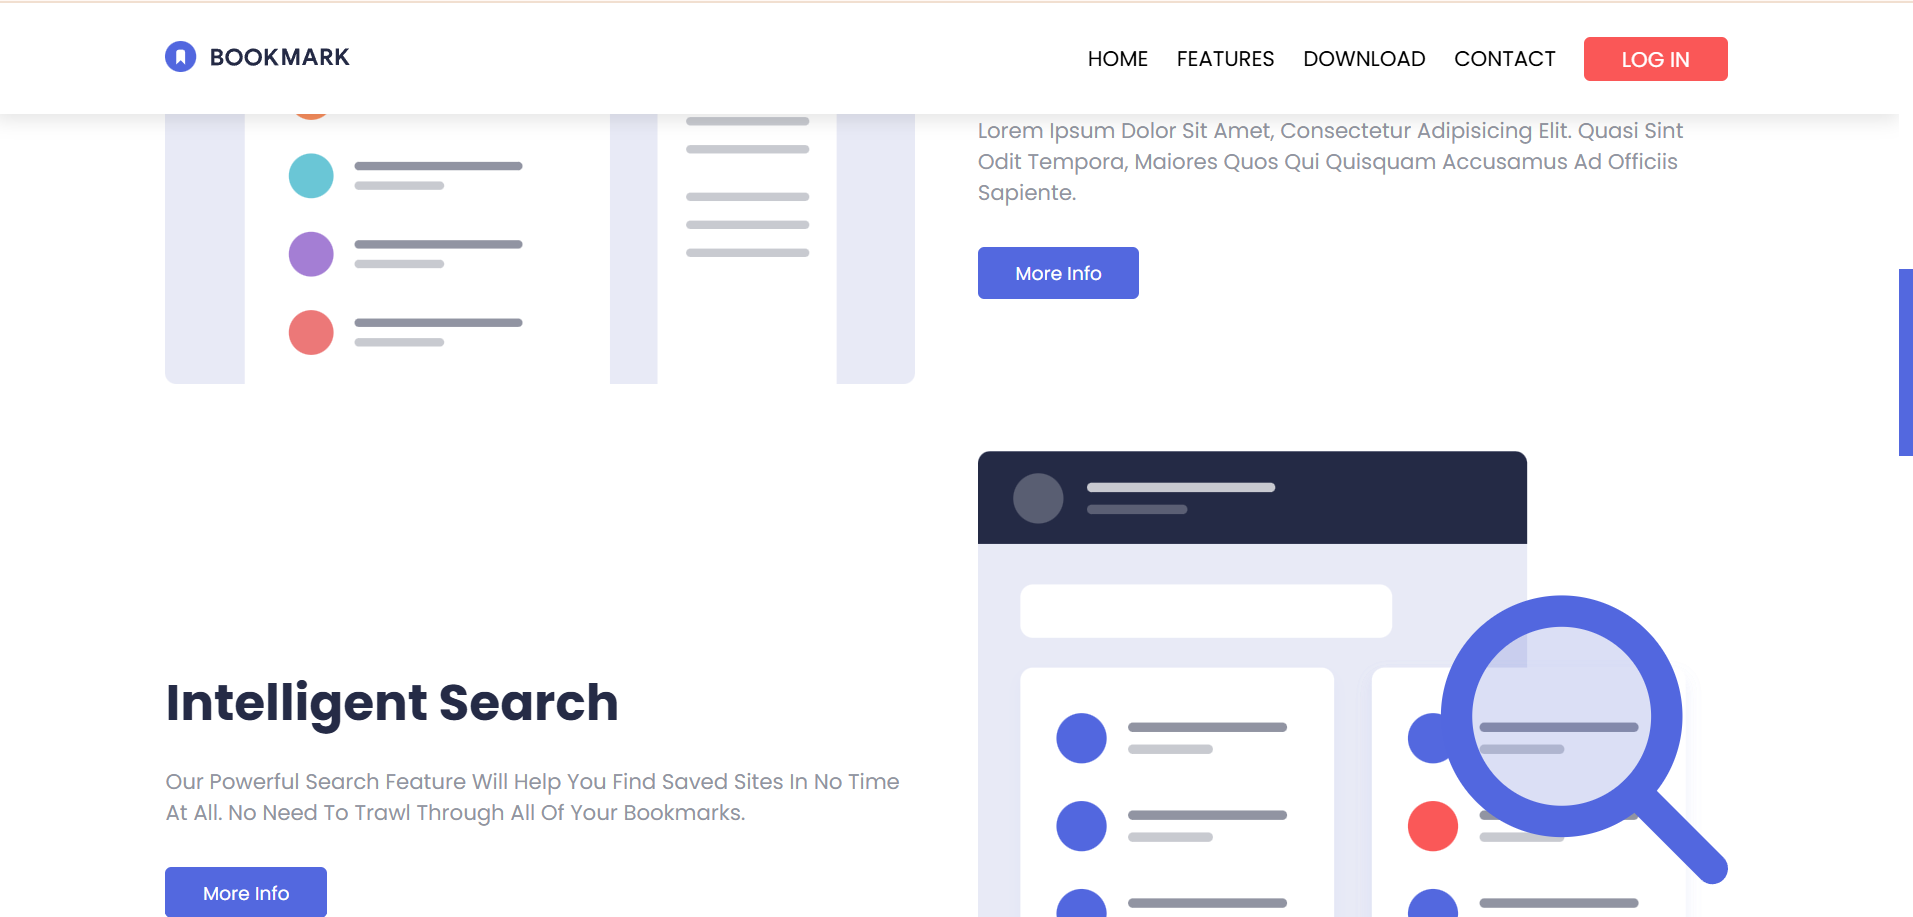 BOOKMARK
HOME FEATURES DOWNLOAD CONTACT LOG IN
Lorem Ipsum Dolor Sit Amet, Consectetur Adipisicing Elit. Quasi Sint
Odit Tempora, Maiores Quos Qui Quisquam Accusamus Ad Officiis
Sapiente.
More Info
Intelligent Search
Our Powerful Search Feature Will Help You Find Saved Sites In No Time
At All. No Need To Trawl Through All Of Your Bookmarks.
More Info